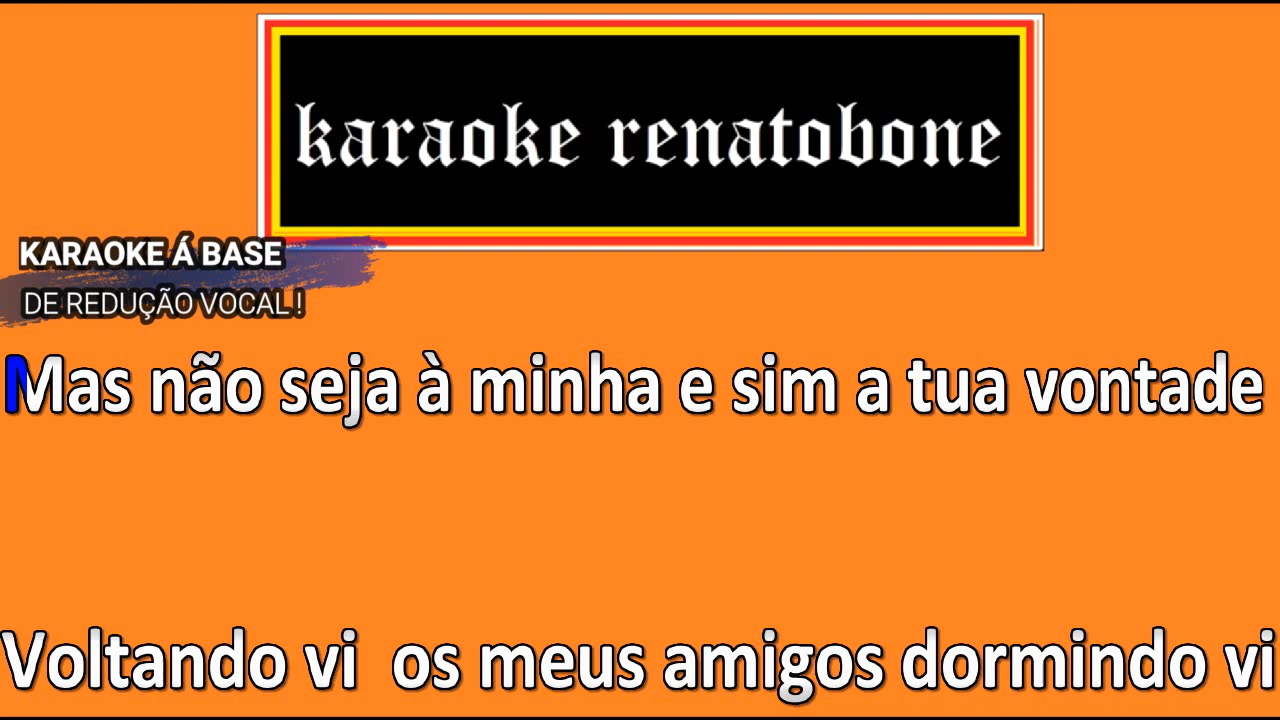 karaoke renatobone
KARAOKE Á BASE
DE REDUÇÃO VOCAL !
Mas não seja à minha e sim a tua vontade
Voltando vi os meus amigos dormindo vi